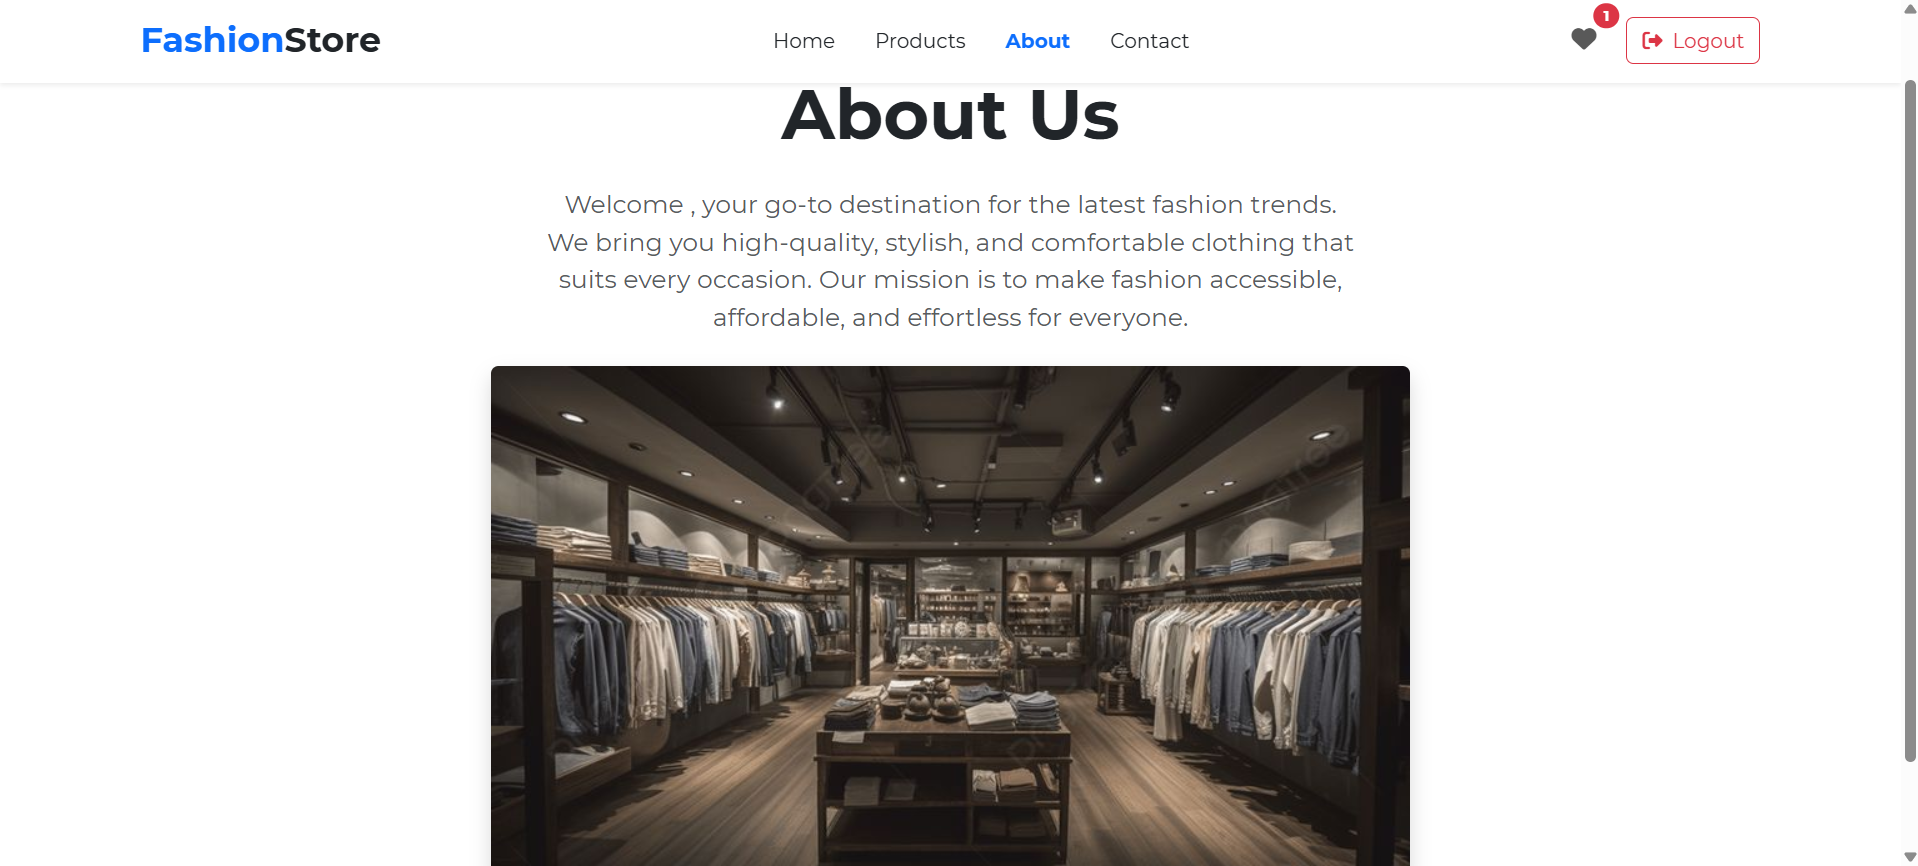 FashionStore
Home
Products
About
Contact
1
Logout
About Us
Welcome , your go-to destination for the latest fashion trends.
We bring you high-quality, stylish, and comfortable clothing that
suits every occasion. Our mission is to make fashion accessible,
affordable, and effortless for everyone.